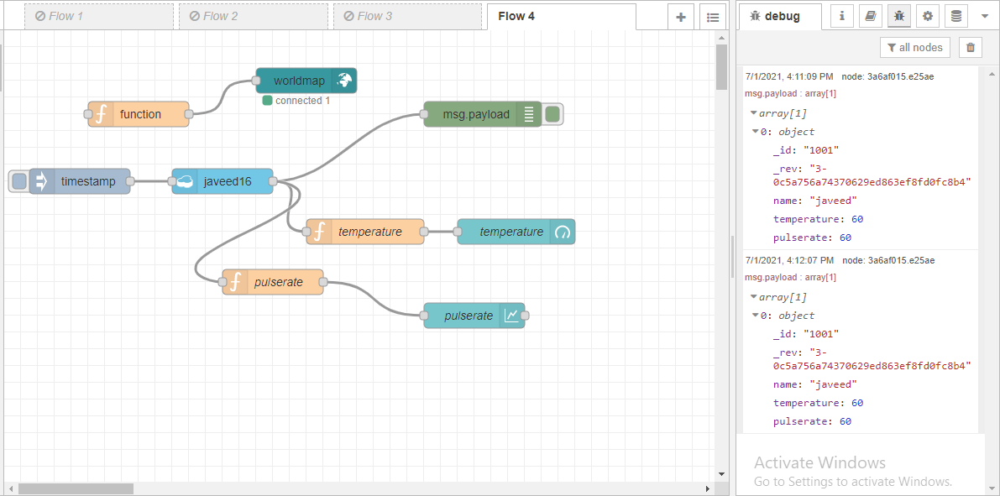 Flow 1
Flow 2
Flow 3
Flow 4
debug
all nodes
worldmap
connected 1
function
msg.payload
timestamp
javeed16
temperature
temperature
pulserate
pulserate
7/1/2021, 4:11:09 PM node: 3a6af015.e25ae
msg.payload : array[1]
array[1]
0: object
_id: "1001"
_rev: "3-
0c5a756a74370629ed863ef8fd0fc8b4"
name: "javeed"
temperature: 60
pulserate: 60
7/1/2021, 4:12:07 PM node: 3a6af015.e25ae
msg.payload : array[1]
array[1]
0: object
_id: "1001"
_rev: "3-
0c5a756a74370629ed863ef8fd0fc8b4"
name: "javeed"
temperature: 60
pulserate: 60
Activate Windows
Go to Settings to activate Windows.